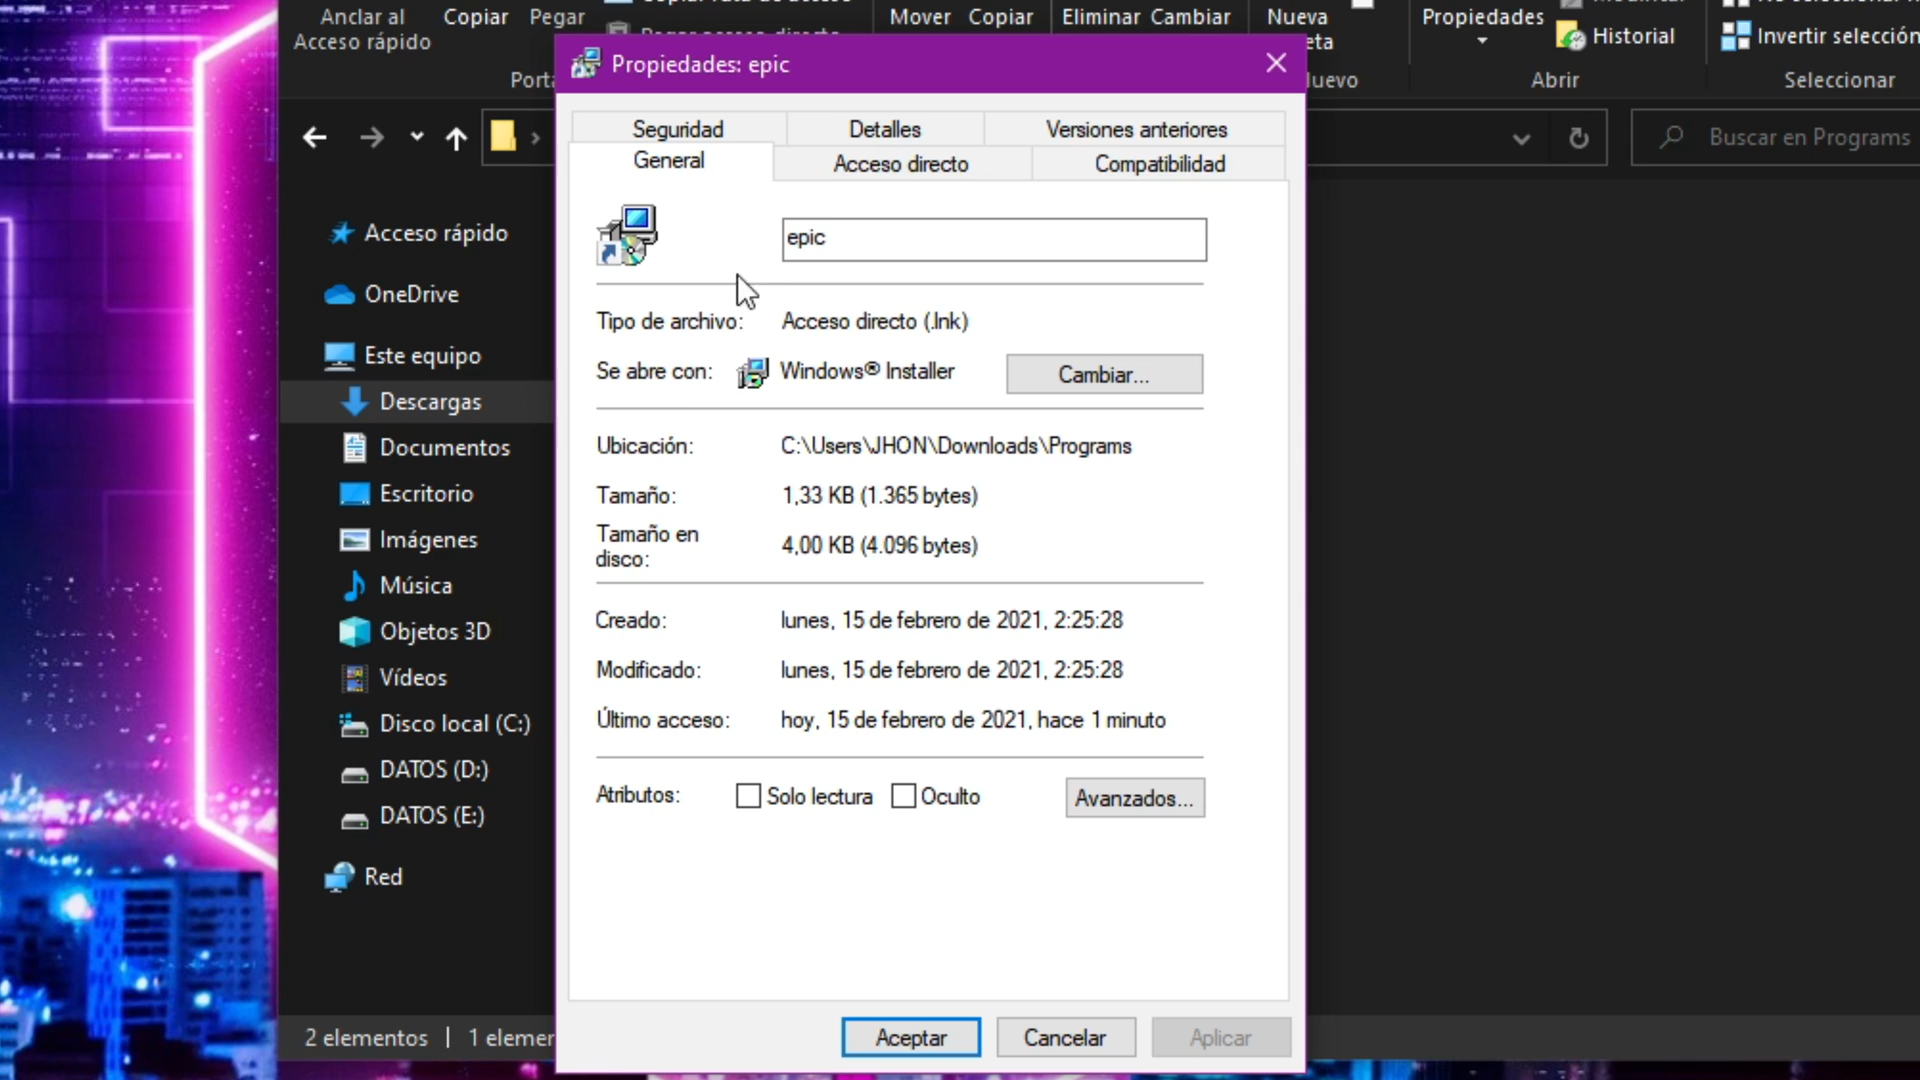 Anclar al
Acceso rápido
Copiar
Pegar
Mover
Copiar
Eliminar
Cambiar
Nueva
eta
Propiedades
Historial
Invertir selección
Abrir
Seleccionar
Propiedades: epic
Seguridad
Detalles
Versiones anteriores
General
Acceso directo
Compatibilidad
Buscar en Programs
Acceso rápido
OneDrive
Este equipo
Descargas
Documentos
Escritorio
Imágenes
Música
Objetos 3D
Vídeos
Disco local (C:)
DATOS (D:)
DATOS (E:)
Red
epic
Tipo de archivo: Acceso directo (.lnk)
Se abre con: Windows® Installer
Cambiar...
Ubicación: C:\Users\JHON\Downloads\Programs
Tamaño: 1,33 KB (1.365 bytes)
Tamaño en
disco: 4,00 KB (4.096 bytes)
Creado: lunes, 15 de febrero de 2021, 2:25:28
Modificado: lunes, 15 de febrero de 2021, 2:25:28
Último acceso: hoy, 15 de febrero de 2021, hace 1 minuto
Atributos: Solo lectura Oculto
Avanzados...
2 elementos
1 elemen
Aceptar
Cancelar
Aplicar